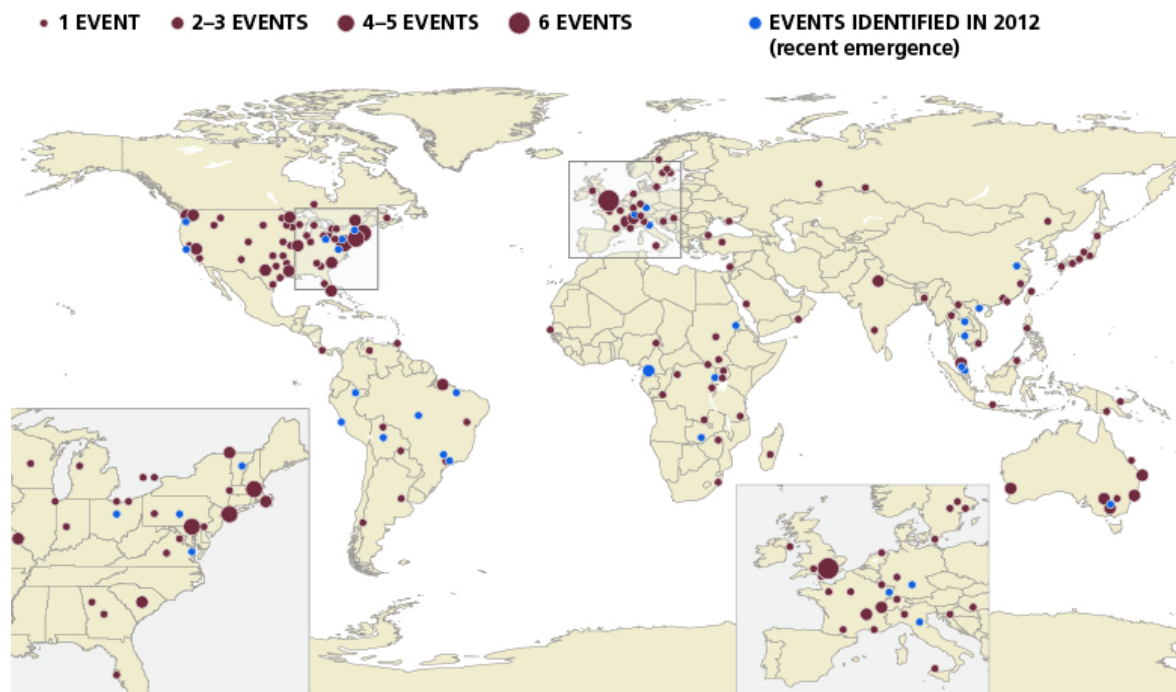 1 EVENT
2–3 EVENTS
4–5 EVENTS
6 EVENTS
EVENTS IDENTIFIED IN 2012
(recent emergence)